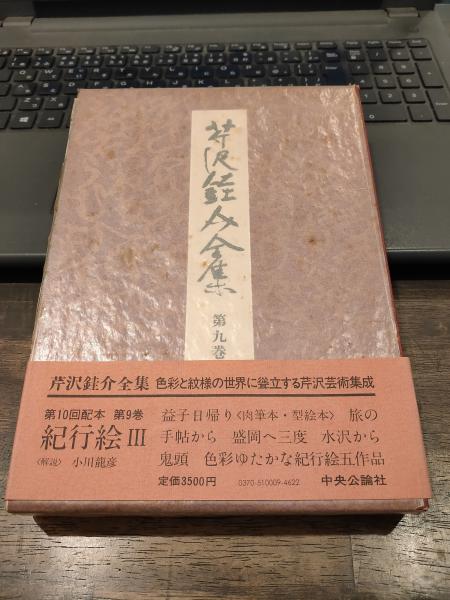 芹沢銈介全集
第九巻
芹沢銈介全集 色彩と紋様の世界に聳立する芹沢芸術集成
第10回配本 第9巻
紀行絵Ⅲ
〈解説〉 小川龍彦
益子日帰り〈肉筆本・型絵本〉 旅の
手帖から 盛岡へ三度 水沢から
鬼頭 色彩ゆたかな紀行絵五作品
定価3500円 0370-510009-4622 中央公論社